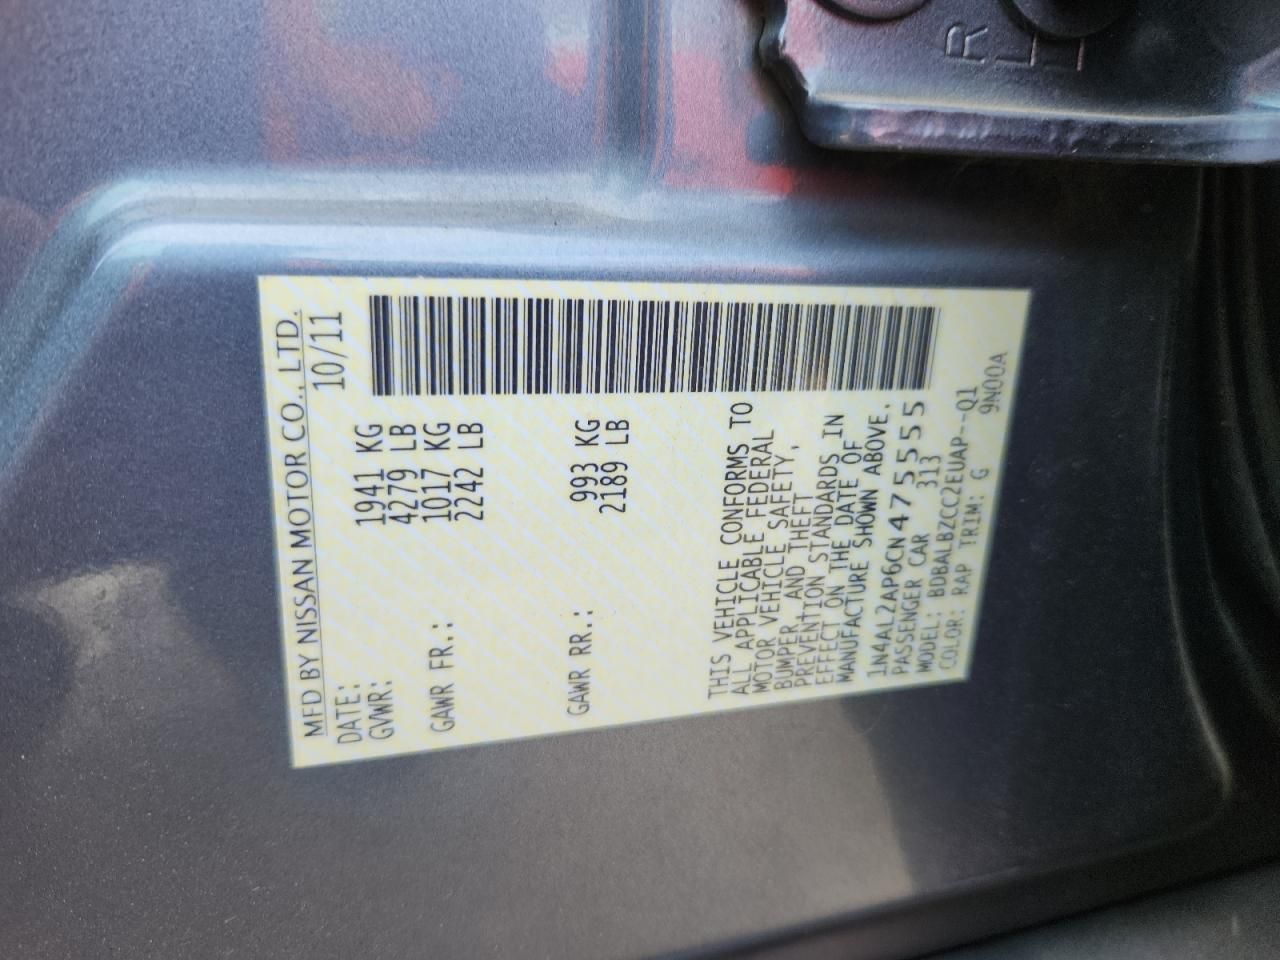 MFD BY NISSAN MOTOR CO., LTD.
DATE: 10/11
GVWR: 1941 KG
4279 LB
GAWR FR.: 1017 KG
2242 LB
GAWR RR.: 993 KG
2189 LB
THIS VEHICLE CONFORMS TO
ALL APPLICABLE FEDERAL
MOTOR VEHICLE SAFETY,
BUMPER, AND THEFT
PREVENTION STANDARDS IN
EFFECT ON THE DATE OF
MANUFACTURE SHOWN ABOVE.
1N4AL2AP6CN475555
PASSENGER CAR 313
MODEL: BDBALBZCC2EUAP--Q1
COLOR: RAP TRIM: G 9N00A
R
L